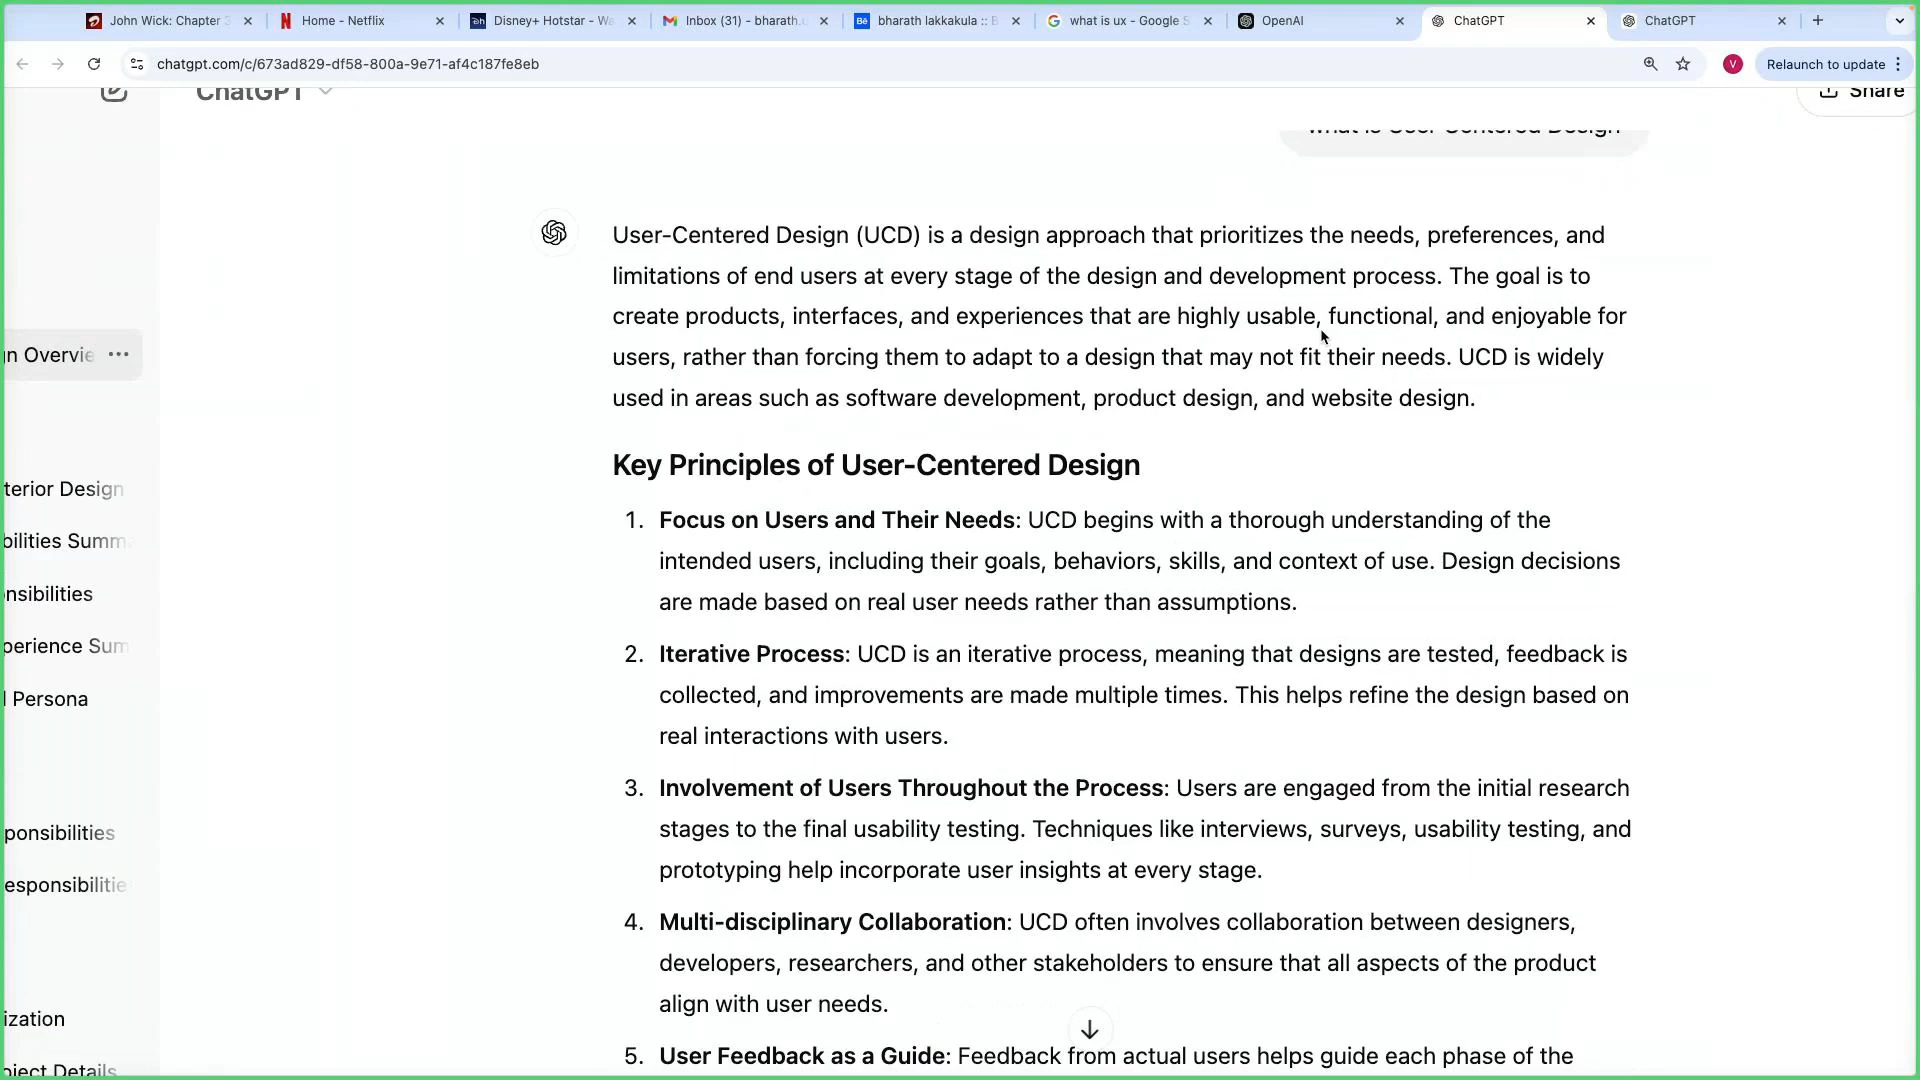 John Wick: Chapter 3
Home - Netflix
Disney+ Hotstar - Wa
Inbox (31) - bharath.u
bharath lakkakula :: B
what is ux - Google S
OpenAI
ChatGPT
ChatGPT
chatgpt.com/c/673ad829-df58-800a-9e71-af4c187fe8eb
V
Relaunch to update
ChatGPT
Share
what is User-Centered Design
User-Centered Design (UCD) is a design approach that prioritizes the needs, preferences, and
limitations of end users at every stage of the design and development process. The goal is to
create products, interfaces, and experiences that are highly usable, functional, and enjoyable for
users, rather than forcing them to adapt to a design that may not fit their needs. UCD is widely
used in areas such as software development, product design, and website design.
Key Principles of User-Centered Design
1. Focus on Users and Their Needs: UCD begins with a thorough understanding of the
intended users, including their goals, behaviors, skills, and context of use. Design decisions
are made based on real user needs rather than assumptions.
2. Iterative Process: UCD is an iterative process, meaning that designs are tested, feedback is
collected, and improvements are made multiple times. This helps refine the design based on
real interactions with users.
3. Involvement of Users Throughout the Process: Users are engaged from the initial research
stages to the final usability testing. Techniques like interviews, surveys, usability testing, and
prototyping help incorporate user insights at every stage.
4. Multi-disciplinary Collaboration: UCD often involves collaboration between designers,
developers, researchers, and other stakeholders to ensure that all aspects of the product
align with user needs.
5. User Feedback as a Guide: Feedback from actual users helps guide each phase of the
gn Overvie
terior Design
bilities Summa
onsibilities
perience Sum
l Persona
ponsibilities
esponsibilitie
ization
oject Details